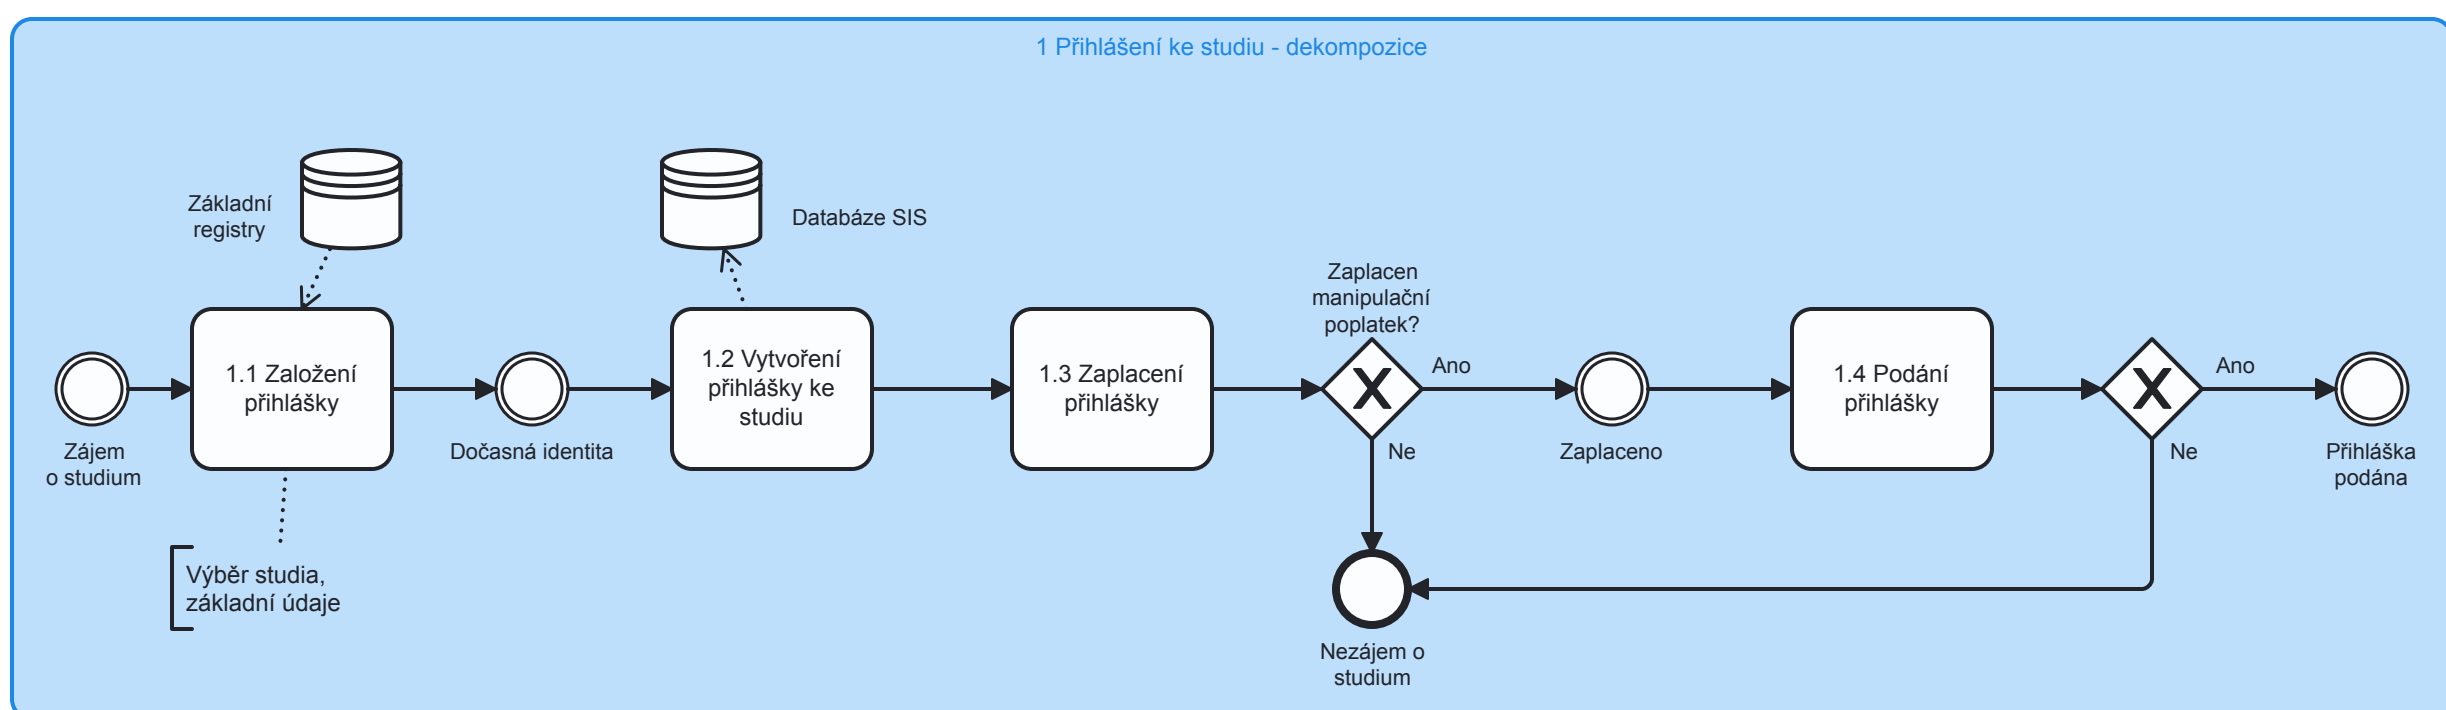 1 Přihlášení ke studiu - dekompozice
Základní
registry
Databáze SIS
Zaplacen
manipulační
poplatek?
Zájem
o studium
1.1 Založení
přihlášky
Dočasná identita
1.2 Vytvoření
přihlášky ke
studiu
1.3 Zaplacení
přihlášky
Ano
Ne
Zaplaceno
1.4 Podání
přihlášky
Ano
Ne
Přihláška
podána
Výběr studia,
základní údaje
Nezájem o
studium